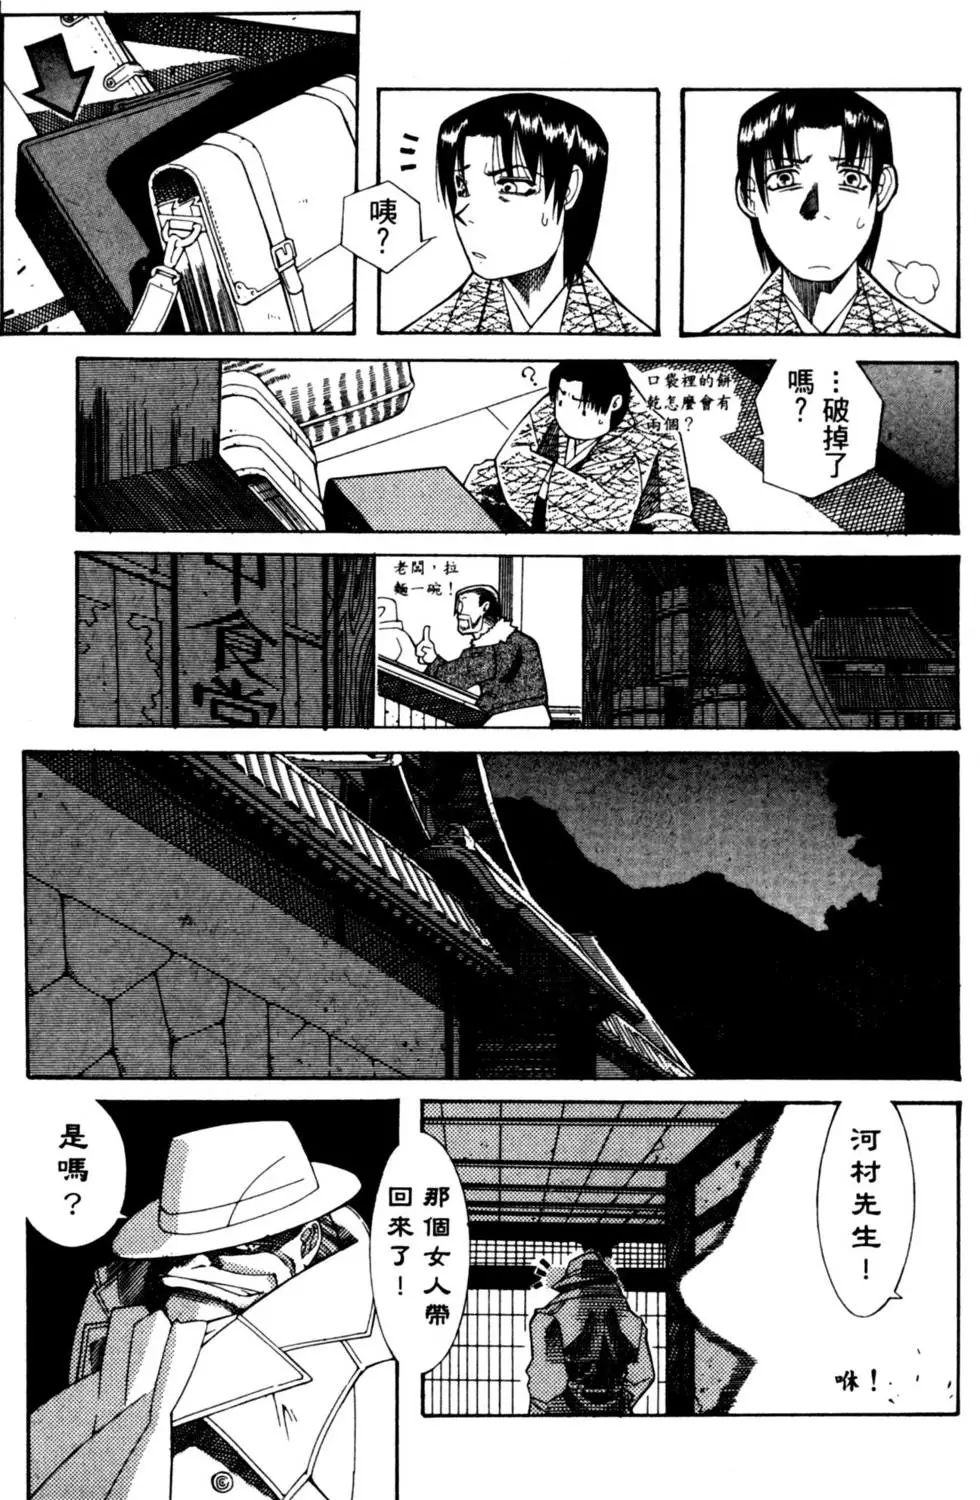 咦?
…破掉了
嗎?
口袋裡的餅
乾怎麼會有
兩個?
?
老闆,拉
麵一碗!
食堂
河村先生!
咻!
那個女人帶
回來了!
是嗎?